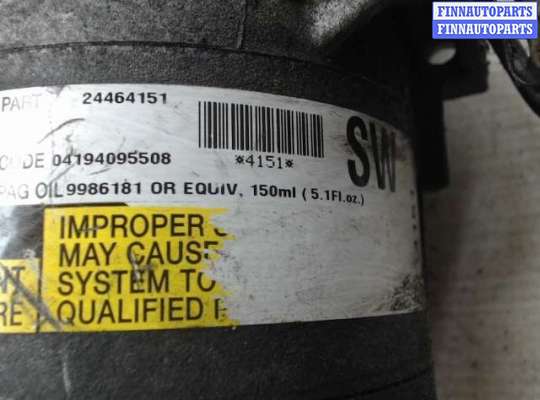 FINNAUTOPARTS
FINNAUTOPARTS
PART 24464151
SW
CODE 04194095508
*4151*
PAG OIL 9986181 OR EQUIV, 150ml ( 5.1Fl.oz.)
IMPROPER
MAY CAUSE
SYSTEM TO
QUALIFIED